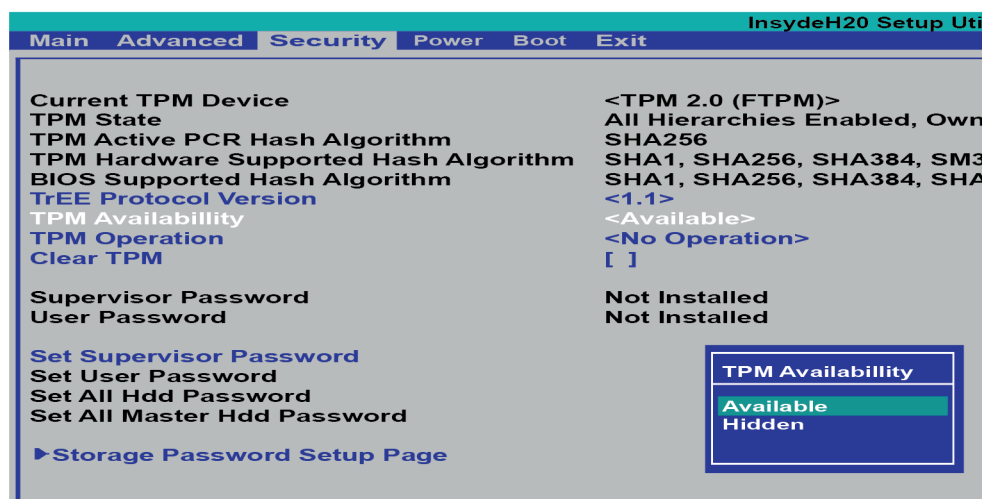 InsydeH20 Setup Uti
Main Advanced Security Power Boot Exit
Current TPM Device <TPM 2.0 (FTPM)>
TPM State All Hierarchies Enabled, Own
TPM Active PCR Hash Algorithm SHA256
TPM Hardware Supported Hash Algorithm SHA1, SHA256, SHA384, SM3
BIOS Supported Hash Algorithm SHA1, SHA256, SHA384, SHA
TrEE Protocol Version <1.1>
TPM Availabillity <Available>
TPM Operation <No Operation>
Clear TPM [ ]
Supervisor Password Not Installed
User Password Not Installed
Set Supervisor Password
Set User Password
Set All Hdd Password
Set All Master Hdd Password
▶Storage Password Setup Page
TPM Availabillity
Available
Hidden